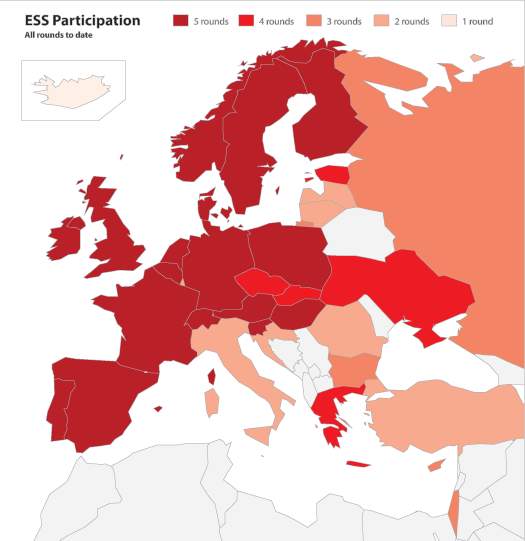 ESS Participation
All rounds to date
5 rounds
4 rounds
3 rounds
2 rounds
1 round